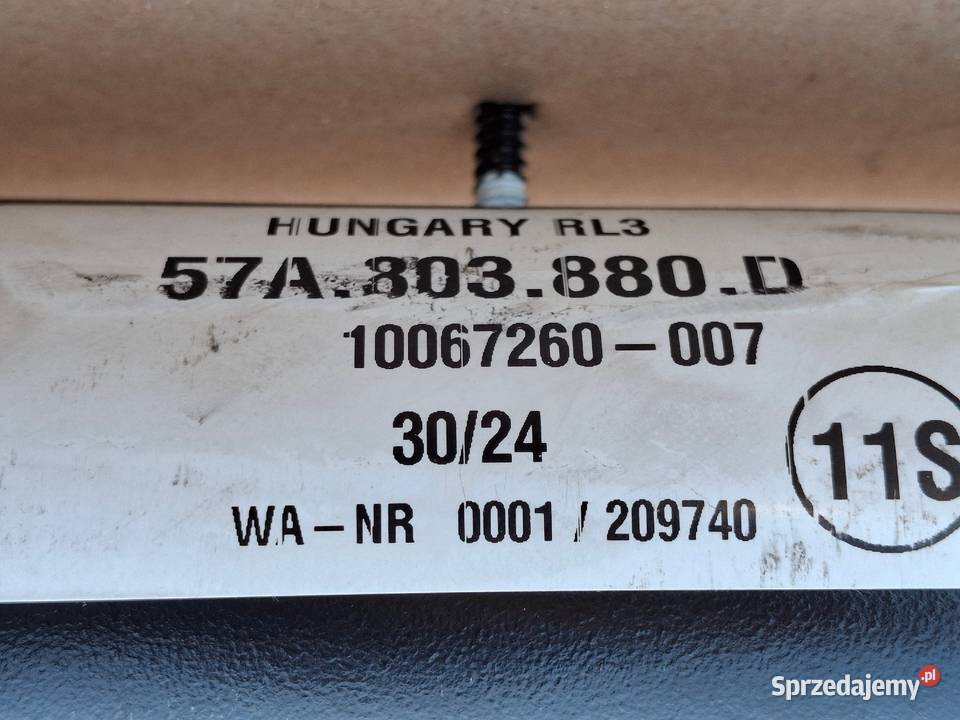 HUNGARY RL3
57A.803.880.D
10067260-007
30/24
11S
WA-NR 0001 / 209740
Sprzedajemy.pl